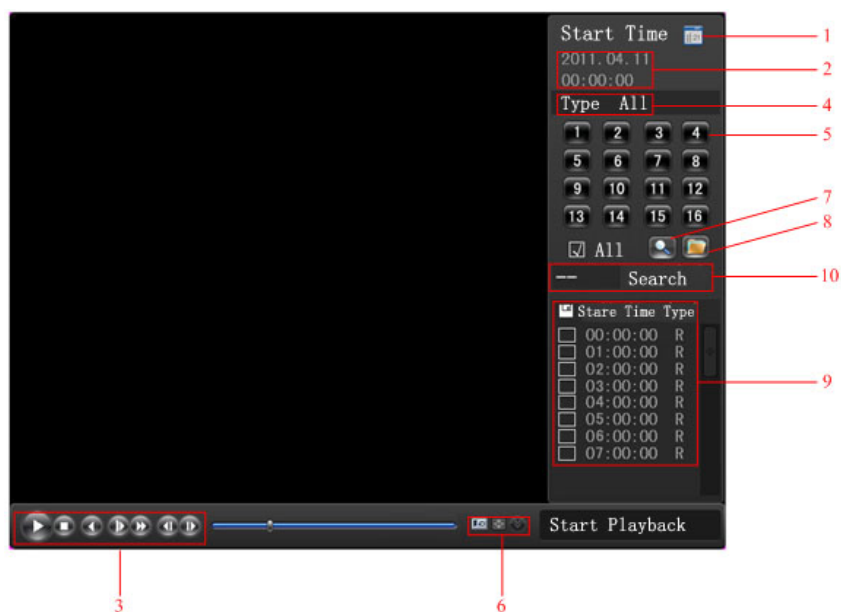 Start Time
1
2011.04.11
2
00:00:00
Type All
4
1 2 3 4
5
5 6 7 8
9 10 11 12
7
13 14 15 16
8
All
-- Search
10
Stare Time Type
00:00:00 R
01:00:00 R
02:00:00 R
03:00:00 R
9
04:00:00 R
05:00:00 R
06:00:00 R
07:00:00 R
Start Playback
3
6